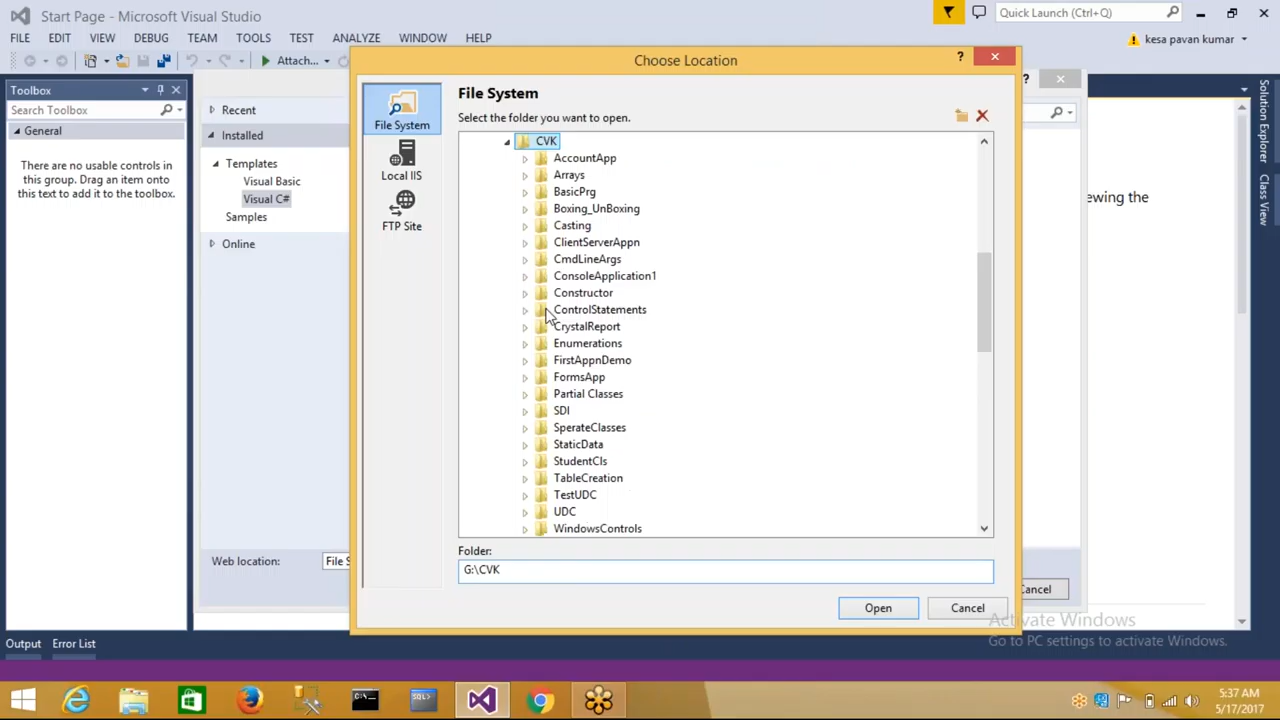 Start Page - Microsoft Visual Studio
Quick Launch (Ctrl+Q)
FILE EDIT VIEW DEBUG TEAM TOOLS TEST ANALYZE WINDOW HELP
kesa pavan kumar
Attach...
Choose Location
?
?
Toolbox
Search Toolbox
General
There are no usable controls in
this group. Drag an item onto
this text to add it to the toolbox.
Recent
Installed
Templates
Visual Basic
Visual C#
Samples
Online
Web location:
File S
File System
Local IIS
FTP Site
File System
Select the folder you want to open.
CVK
AccountApp
Arrays
BasicPrg
Boxing_UnBoxing
Casting
ClientServerAppn
CmdLineArgs
ConsoleApplication1
Constructor
ControlStatements
CrystalReport
Enumerations
FirstAppnDemo
FormsApp
Partial Classes
SDI
SperateClasses
StaticData
StudentCls
TableCreation
TestUDC
UDC
WindowsControls
Folder:
G:\CVK
Open
Cancel
ewing the
Solution Explorer
Class View
Cancel
Activate Windows
Go to PC settings to activate Windows.
Output Error List
C:\_
SQL
5:37 AM
5/17/2017